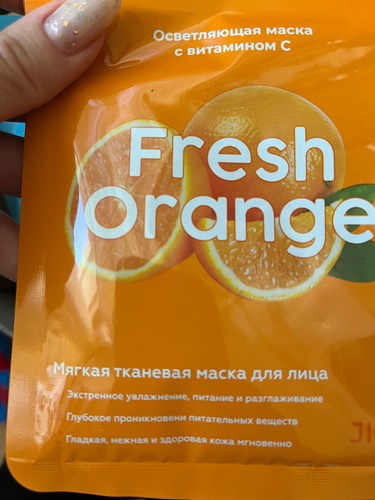 Осветляющая маска
с витамином С
Fresh
Orange
Мягкая тканевая маска для лица
Экстренное увлажнение, питание и разглаживание
Глубокое проникновени питательных веществ
Гладкая, нежная и здоровая кожа мгновенно